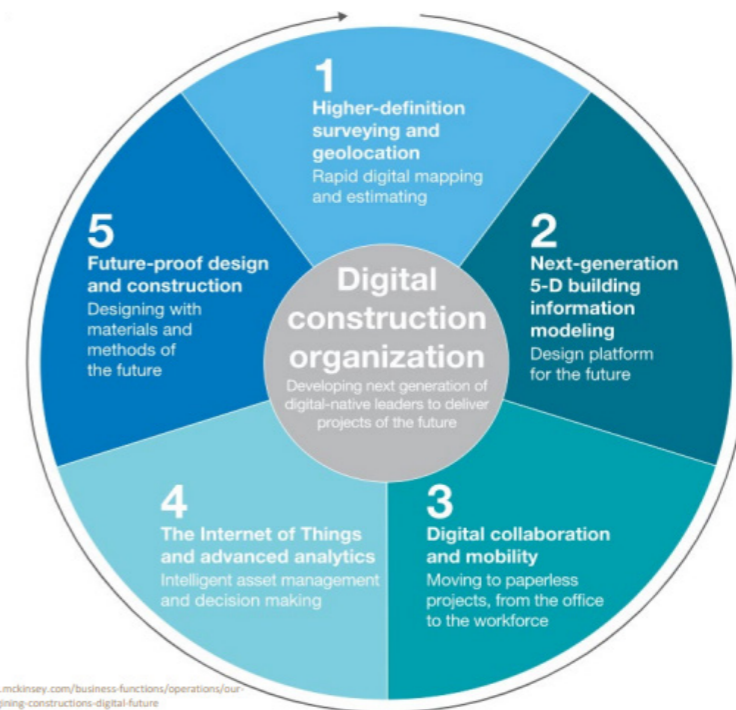 1
Higher-definition
surveying and
geolocation
Rapid digital mapping
and estimating
2
Next-generation
5-D building
information
modeling
Design platform
for the future
3
Digital collaboration
and mobility
Moving to paperless
projects, from the office
to the workforce
4
The Internet of Things
and advanced analytics
Intelligent asset management
and decision making
5
Future-proof design
and construction
Designing with
materials and
methods of
the future
Digital
construction
organization
Developing next generation of
digital-native leaders to deliver
projects of the future
.mckinsey.com/business-functions/operations/our-
gining-constructions-digital-future